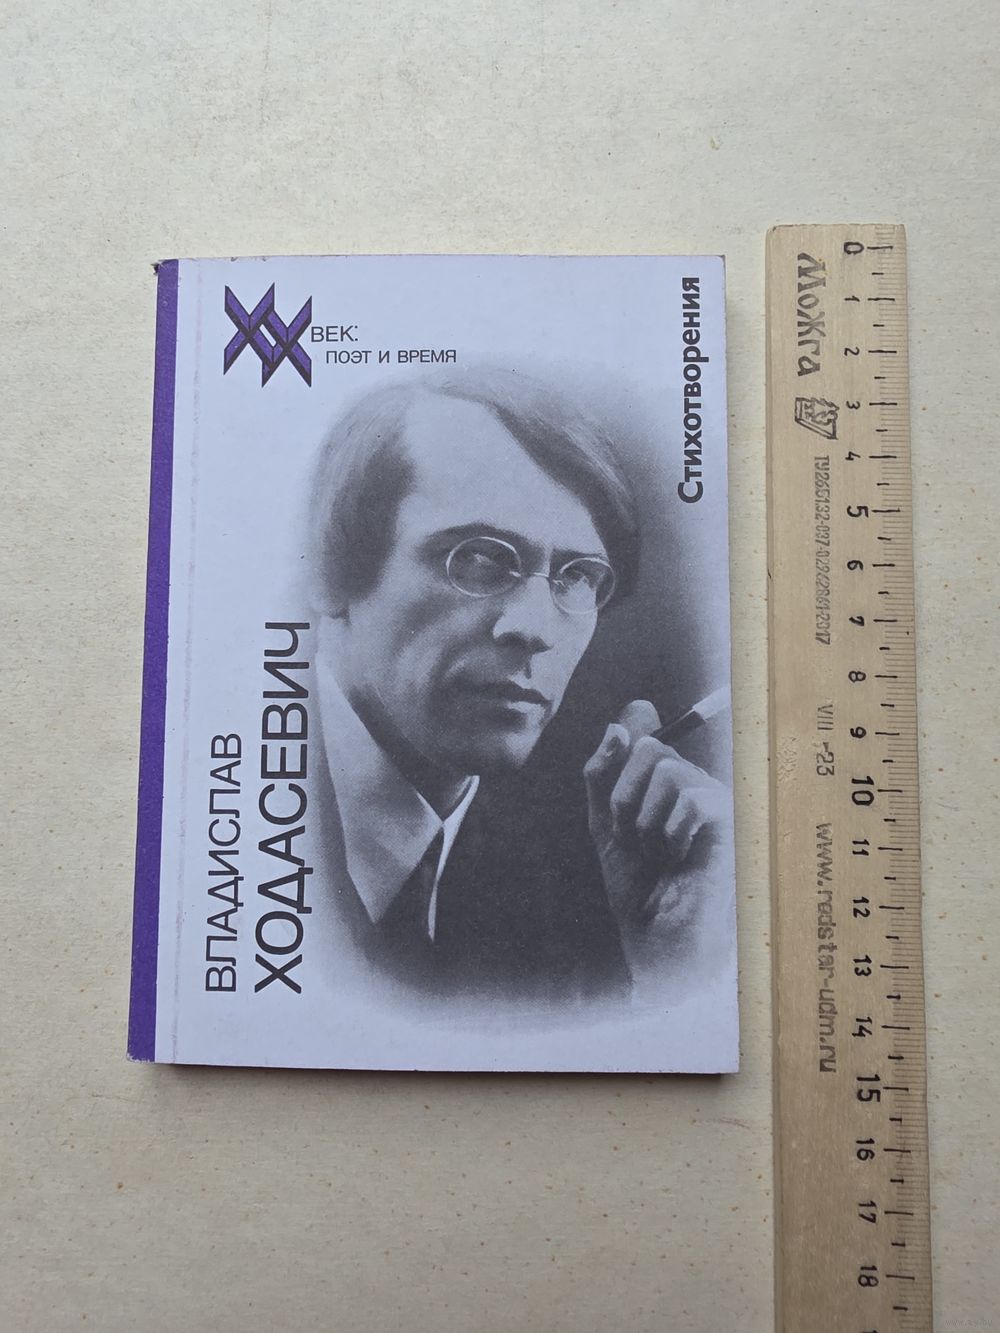 XX ВЕК:
ПОЭТ И ВРЕМЯ
Стихотворения
ВЛАДИСЛАВ
ХОДАСЕВИЧ
Можга
VIII -23
www.redstar-udm.ru
0 1 2 3 4 5 6 7 8 9 10 11 12 13 14 15 16 17 18